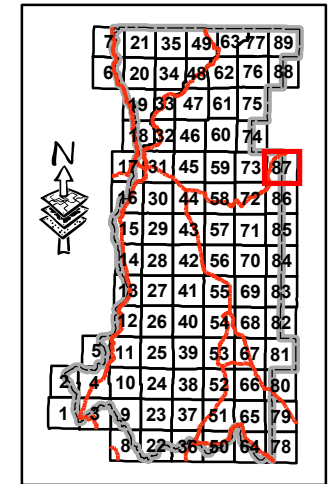 7 21 35 49 63 77 89
6 20 34 48 62 76 88
19 33 47 61 75
18 32 46 60 74
N
17 31 45 59 73 87
16 30 44 58 72 86
15 29 43 57 71 85
14 28 42 56 70 84
13 27 41 55 69 83
12 26 40 54 68 82
5 11 25 39 53 67 81
2 4 10 24 38 52 66 80
1 3 9 23 37 51 65 79
8 22 36 50 64 78